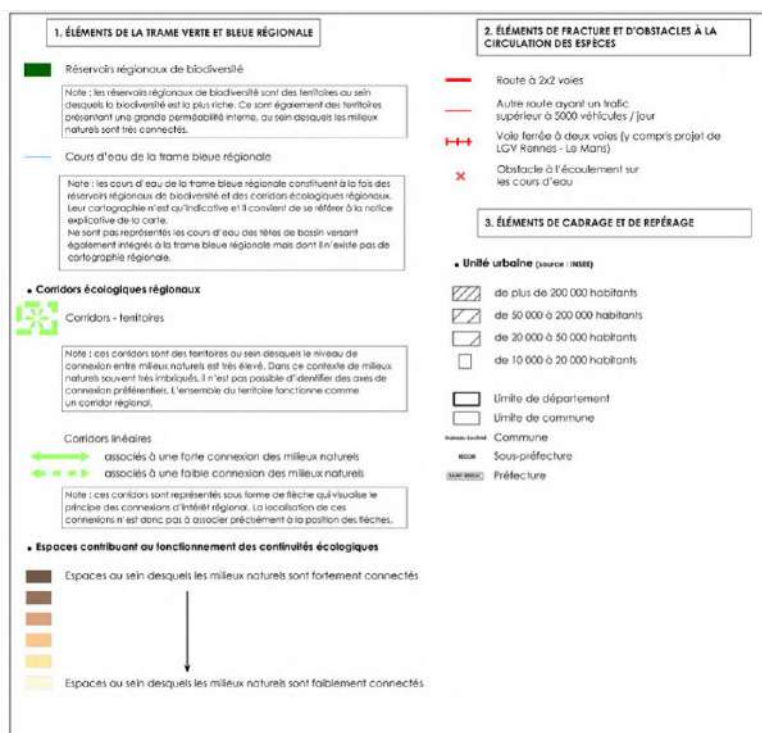 1. ÉLÉMENTS DE LA TRAME VERTE ET BLEUE RÉGIONALE
Réservoirs régionaux de biodiversité
Note : les réservoirs régionaux de biodiversité sont des territoires au sein
desquels la biodiversité est la plus riche. Ce sont également des territoires
présentant une grande perméabilité interne, au sein desquels les milieux
naturels sont très connectés.
Cours d'eau de la trame bleue régionale
Note : les cours d'eau de la trame bleue régionale constituent à la fois des
réservoirs régionaux de biodiversité et des corridors écologiques régionaux.
Leur cartographie n'est qu'indicative et il convient de se référer à la notice
explicative de la carte.
Ne sont pas représentés les cours d'eau des têtes de bassin versant
également intégrés à la trame bleue régionale mais dont il n'existe pas de
cartographie régionale.
• Corridors écologiques régionaux
Corridors - territoires
Note : ces corridors sont des territoires au sein desquels le niveau de
connexion entre milieux naturels est très élevé. Dans ce contexte de milieux
naturels souvent très imbriqués, il n'est pas possible d'identifier des axes de
connexion préférentiels. L'ensemble du territoire fonctionne comme
un corridor régional.
Corridors linéaires
associés à une forte connexion des milieux naturels
associés à une faible connexion des milieux naturels
Note : ces corridors sont représentés sous forme de flèche qui visualise le
principe des connexions d'intérêt régional. La localisation de ces
connexions n'est donc pas à associer précisément à la position des flèches.
• Espaces contribuant au fonctionnement des continuités écologiques
Espaces au sein desquels les milieux naturels sont fortement connectés
Espaces au sein desquels les milieux naturels sont faiblement connectés
2. ÉLÉMENTS DE FRACTURE ET D'OBSTACLES À LA
CIRCULATION DES ESPÈCES
Route à 2x2 voies
Autre route ayant un trafic
supérieur à 5000 véhicules / jour
Voie ferrée à deux voies (y compris projet de
LGV Rennes - Le Mans)
Obstacle à l'écoulement sur
les cours d'eau
3. ÉLÉMENTS DE CADRAGE ET DE REPÉRAGE
• Unité urbaine (source : INSEE)
de plus de 200 000 habitants
de 50 000 à 200 000 habitants
de 20 000 à 50 000 habitants
de 10 000 à 20 000 habitants
Limite de département
Limite de commune
Commune
REDON Sous-préfecture
SAINT-BRIEUC Préfecture